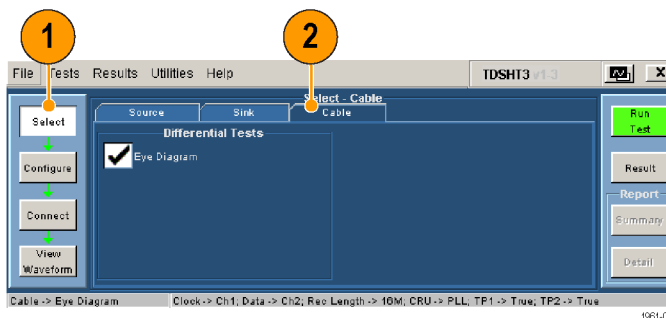 1 2
File Tests Results Utilities Help TDSHT3 v1-3 X
Select - Cable
Source Sink Cable
Select
Differential Tests
Eye Diagram
Configure
Connect
View
Waveform
Run
Test
Result
Report
Summary
Detail
Cable -> Eye Diagram Clock -> Ch1; Data -> Ch2; Rec Length -> 16M; CRU -> PLL; TP1 -> True; TP2 -> True